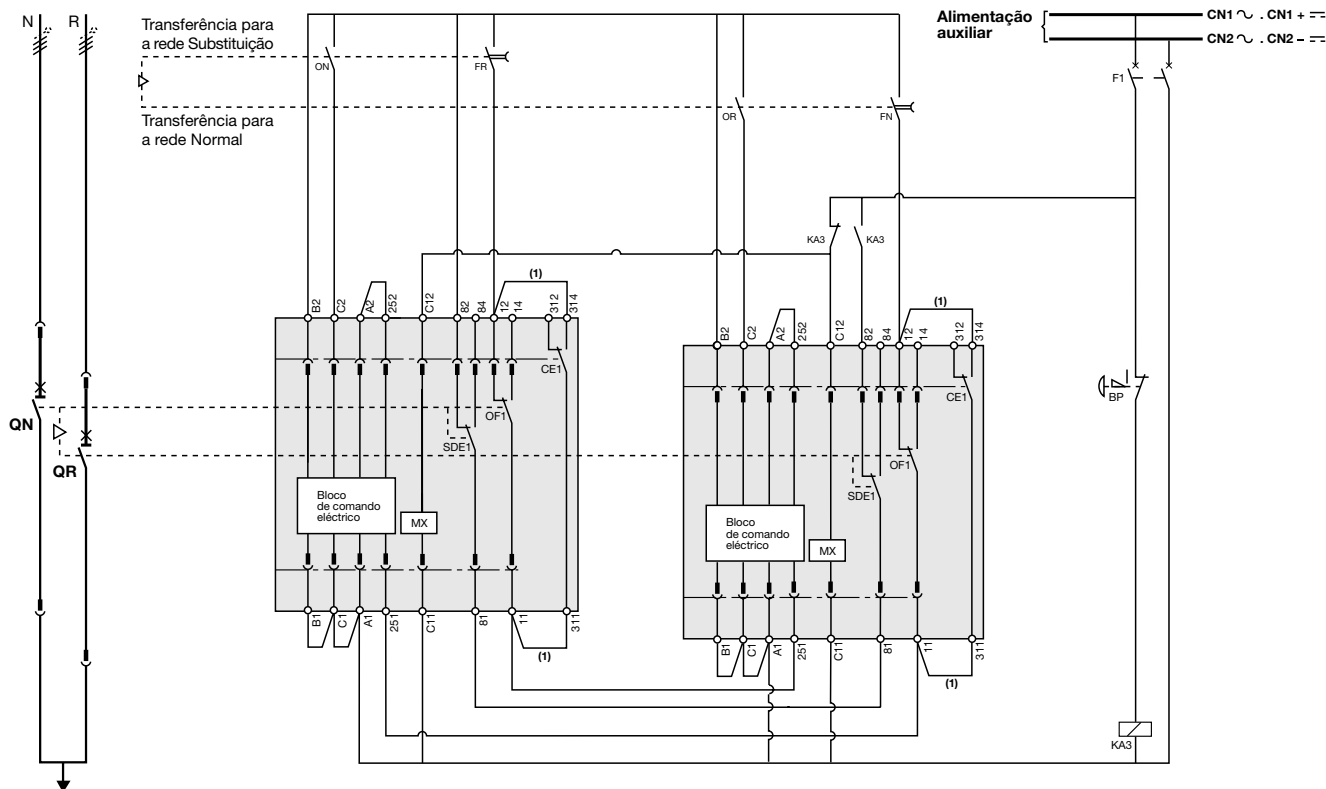 N R
Transferência para
a rede Substituição
ON
FR
Transferência para
a rede Normal
OR
FN
Alimentação
auxiliar
CN1 ~ . CN1 + ⎓
CN2 ~ . CN2 – ⎓
F1
KA3
KA3
B2
C2
A2
252
C12
82
84
12
14
(1)
312
314
B2
C2
A2
252
C12
82
84
12
14
(1)
312
314
CE1
OF1
SDE1
QN
QR
Bloco
de comando
eléctrico
MX
CE1
OF1
SDE1
Bloco
de comando
eléctrico
MX
BP
B1
C1
A1
251
C11
81
11
311
(1)
B1
C1
A1
251
C11
81
11
311
(1)
KA3